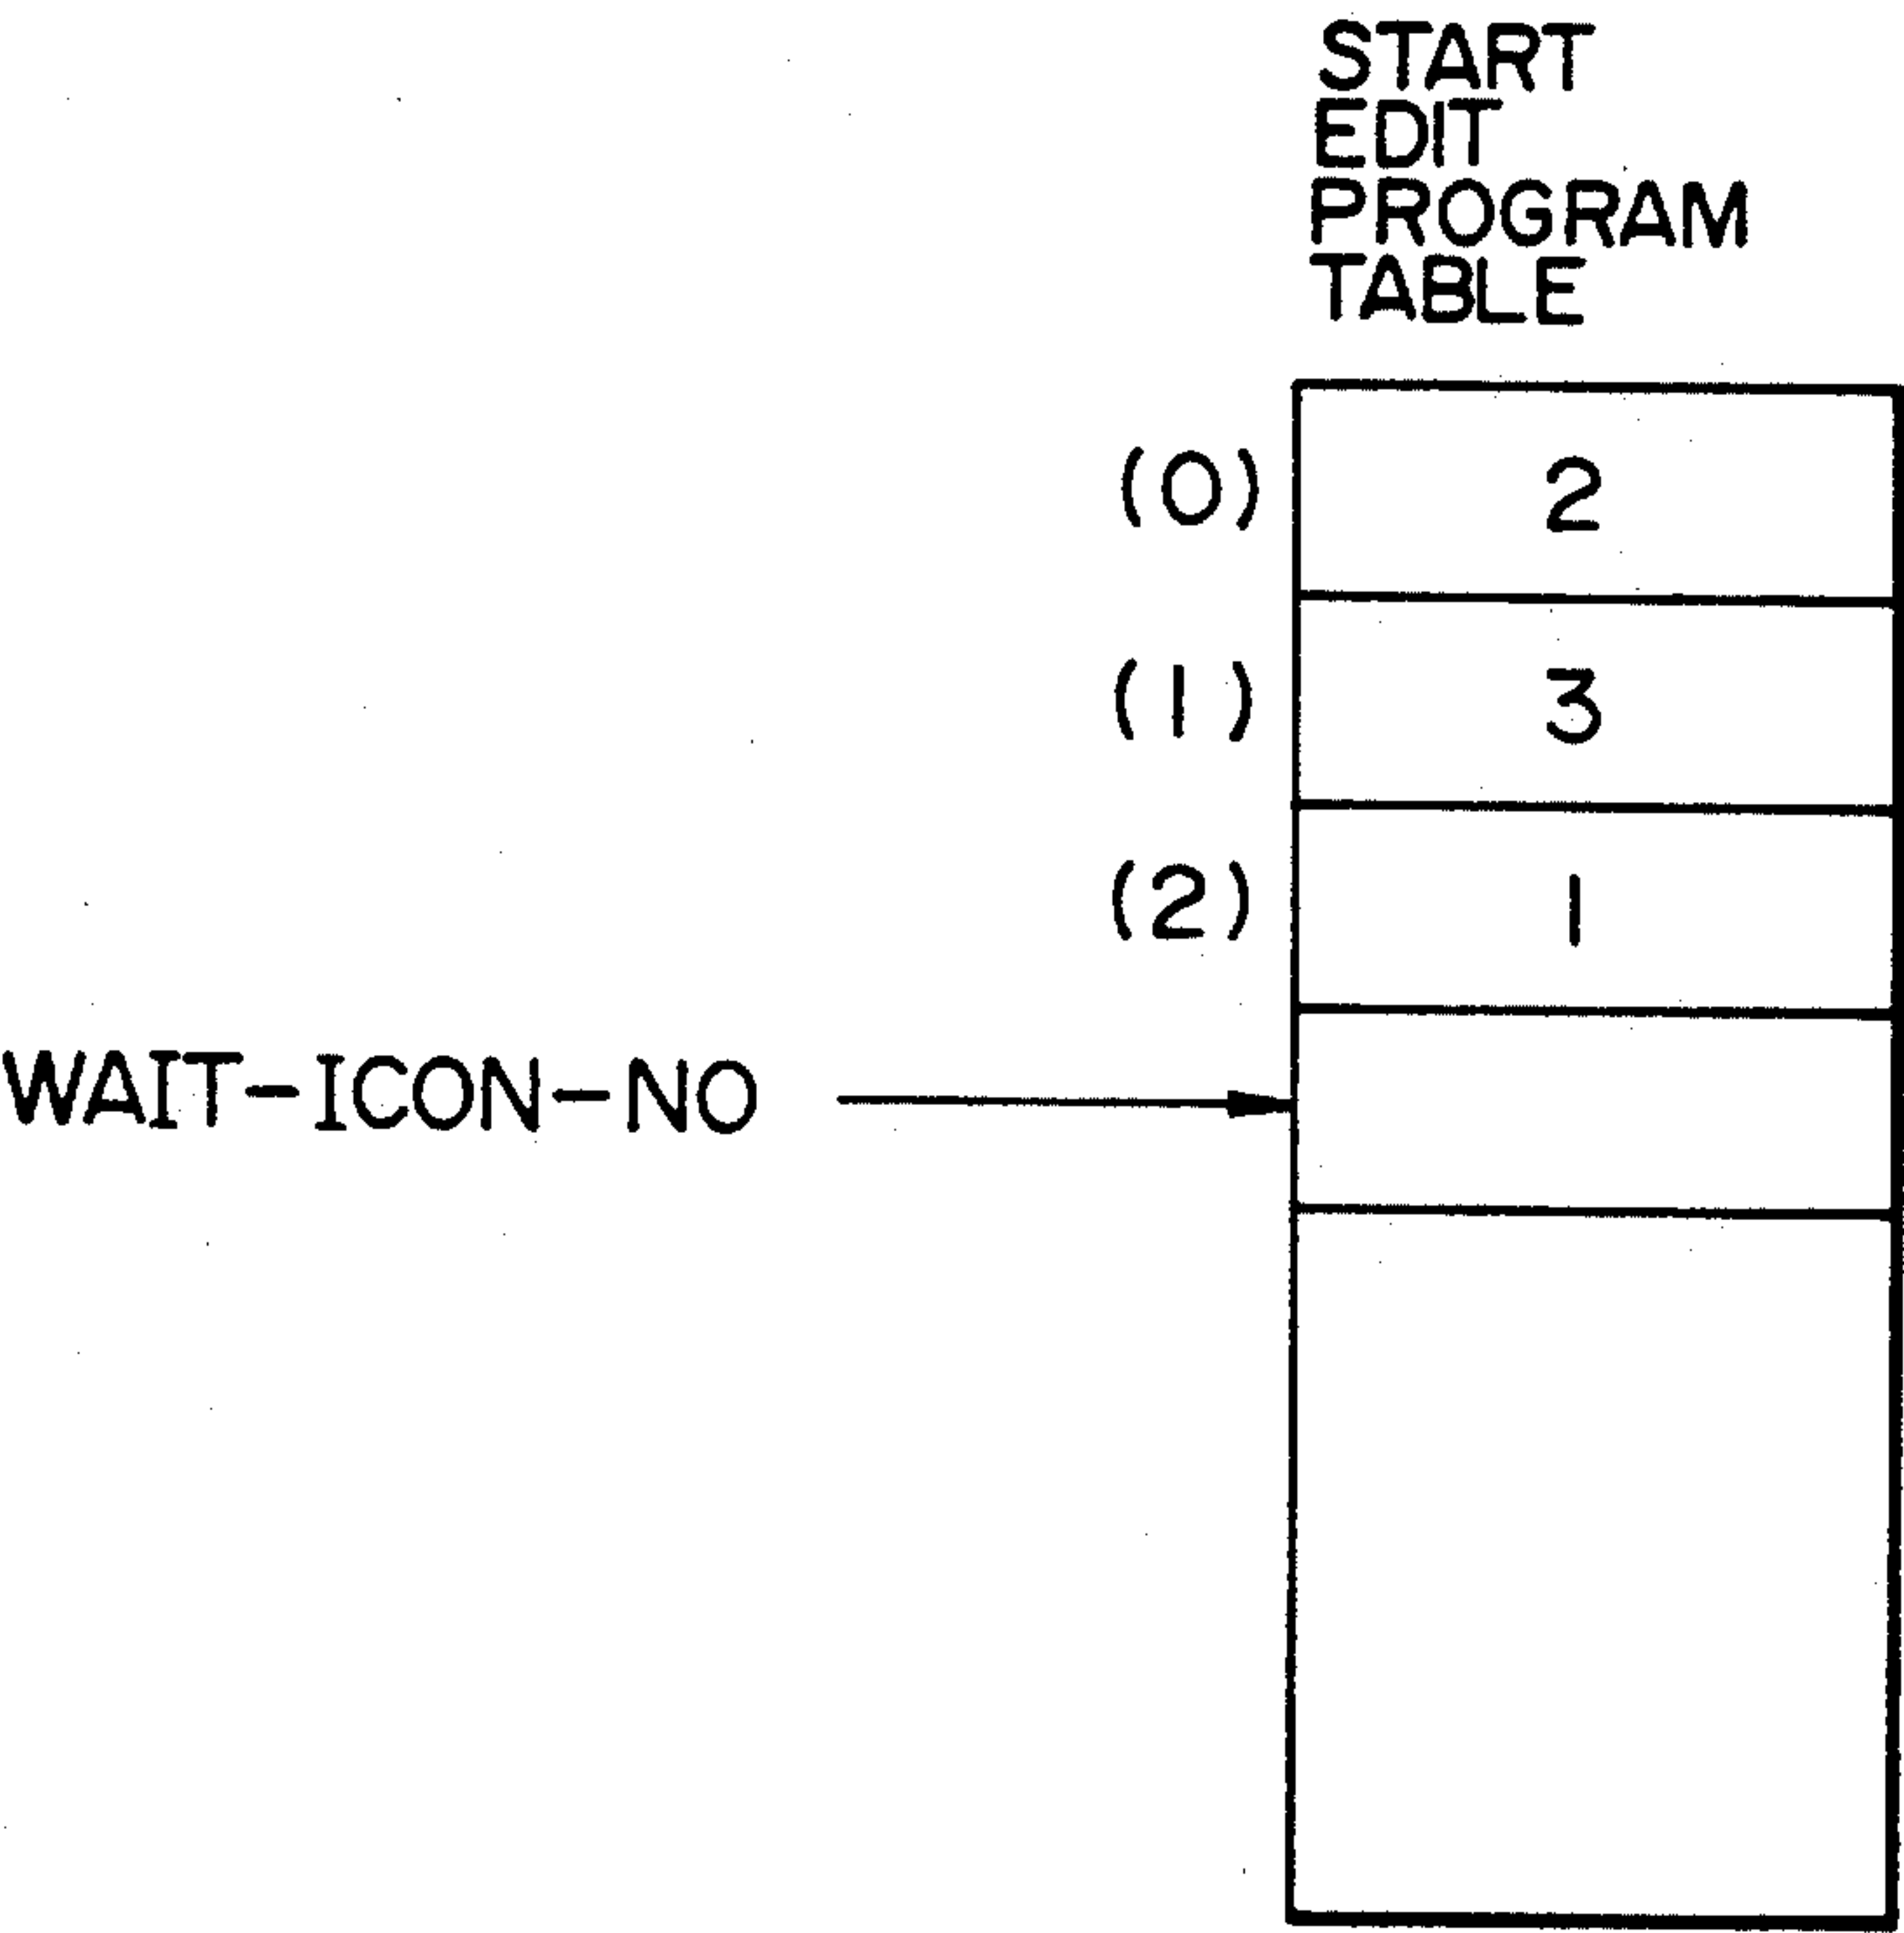 START
EDIT
PROGRAM
TABLE
(0) 2
(1) 3
(2) 1
WAIT-ICON-NO